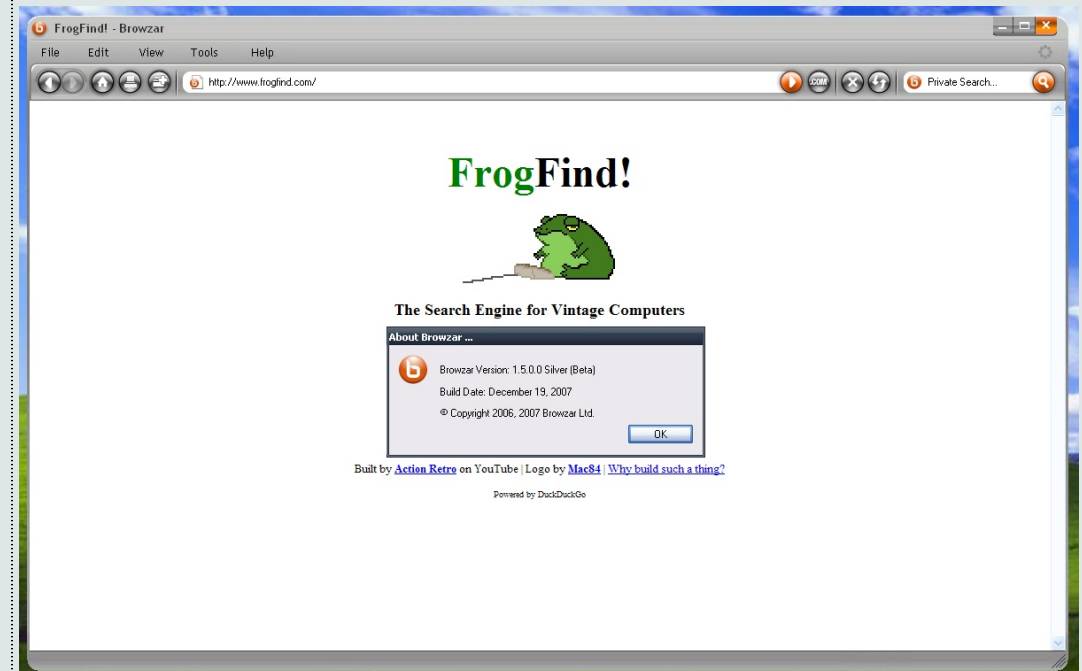 FrogFind! - Browzar
File Edit View Tools Help
http://www.frogfind.com/ .COM Private Search...
FrogFind!
The Search Engine for Vintage Computers
About Browzar ...
Browzar Version: 1.5.0.0 Silver (Beta)
Build Date: December 19, 2007
© Copyright 2006, 2007 Browzar Ltd.
OK
Built by Action Retro on YouTube | Logo by Mac84 | Why build such a thing?
Powered by DuckDuckGo